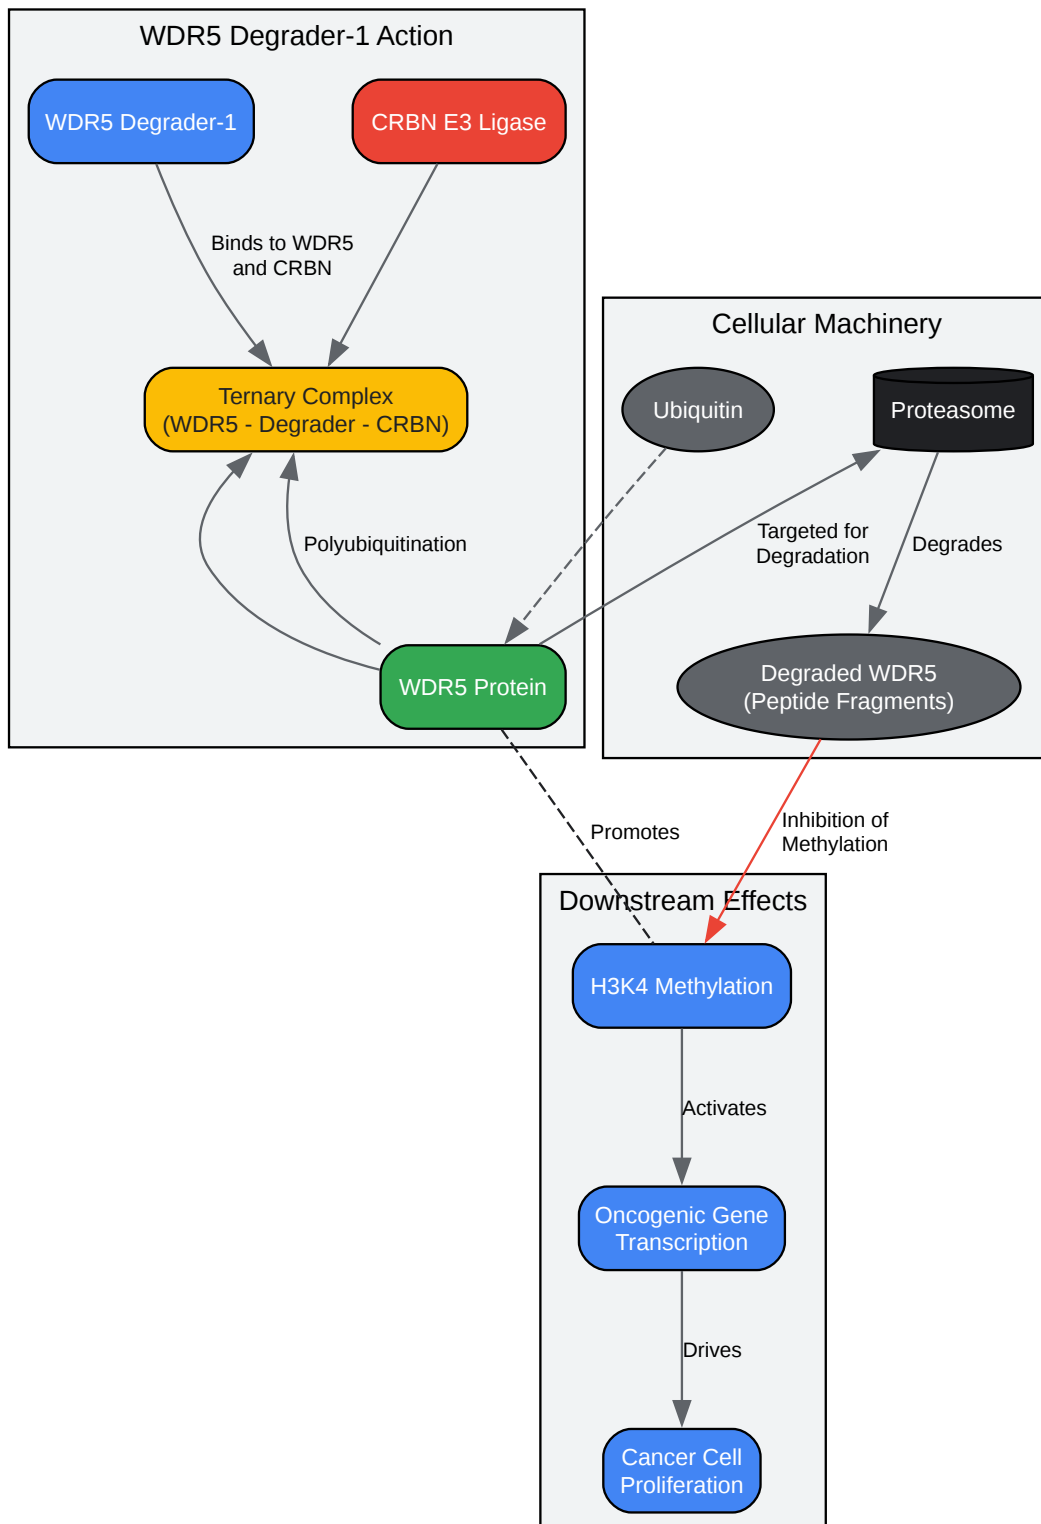 WDR5 Degrader-1 Action
WDR5 Degrader-1
CRBN E3 Ligase
Binds to WDR5
and CRBN
Ternary Complex
(WDR5 - Degrader - CRBN)
Polyubiquitination
WDR5 Protein
Cellular Machinery
Ubiquitin
Proteasome
Targeted for
Degradation
Degrades
Degraded WDR5
(Peptide Fragments)
Promotes
Inhibition of
Methylation
Downstream Effects
H3K4 Methylation
Activates
Oncogenic Gene
Transcription
Drives
Cancer Cell
Proliferation